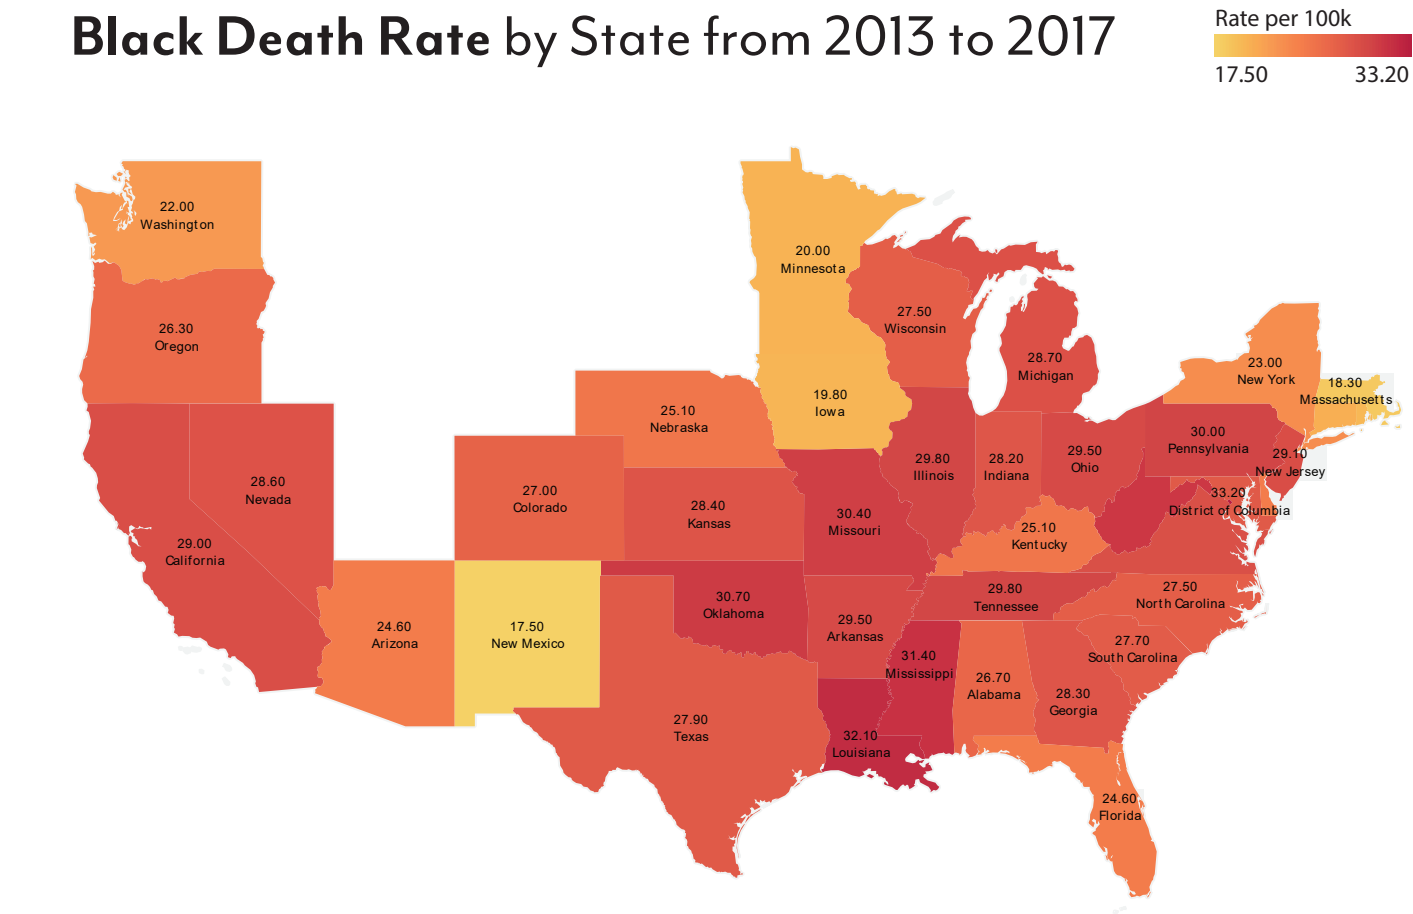 Black Death Rate by State from 2013 to 2017
Rate per 100k
17.50 33.20
22.00
Washington
20.00
Minnesota
26.30
Oregon
27.50
Wisconsin
28.70
Michigan
23.00
New York
18.30
Massachusetts
25.10
Nebraska
19.80
Iowa
30.00
Pennsylvania
29.10
New Jersey
28.60
Nevada
27.00
Colorado
28.40
Kansas
29.80
Illinois
28.20
Indiana
29.50
Ohio
33.20
District of Columbia
29.00
California
30.40
Missouri
25.10
Kentucky
24.60
Arizona
17.50
New Mexico
30.70
Oklahoma
29.50
Arkansas
29.80
Tennessee
27.50
North Carolina
31.40
Mississippi
26.70
Alabama
28.30
Georgia
27.70
South Carolina
27.90
Texas
32.10
Louisiana
24.60
Florida